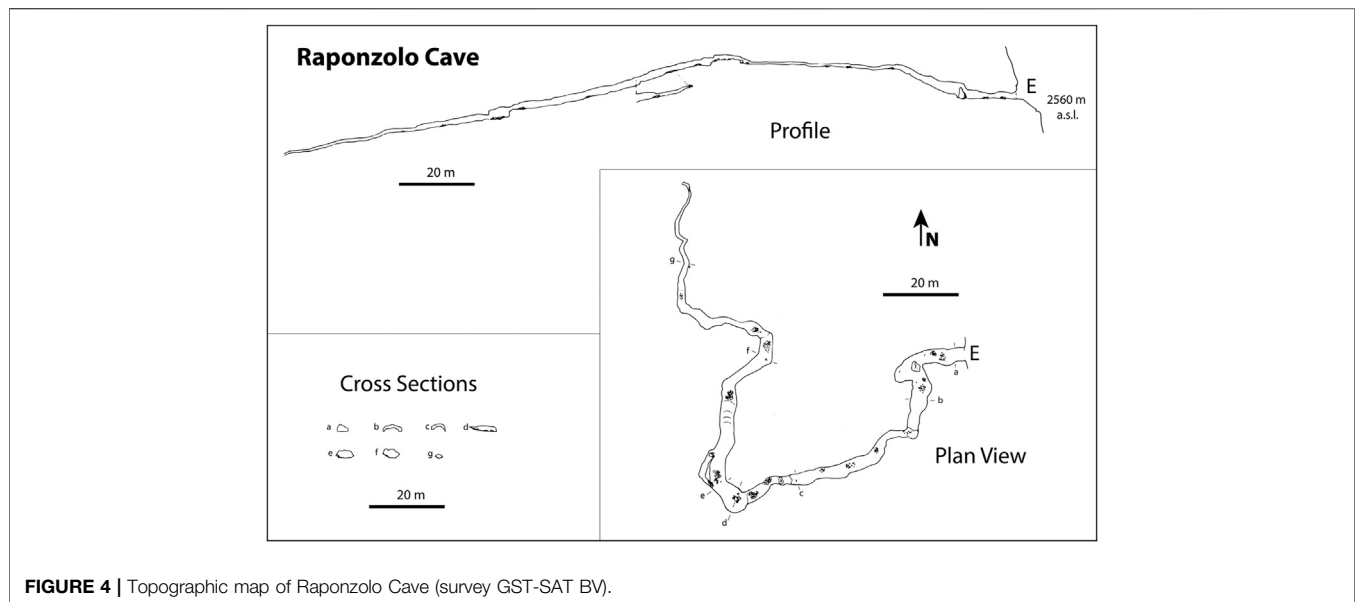 Raponzolo Cave
E
2560 m
a.s.l.
Profile
20 m
N
20 m
g
f
E
a
b
Plan View
c
e
d
Cross Sections
a b c d
e f g
20 m
FIGURE 4 | Topographic map of Raponzolo Cave (survey GST-SAT BV).